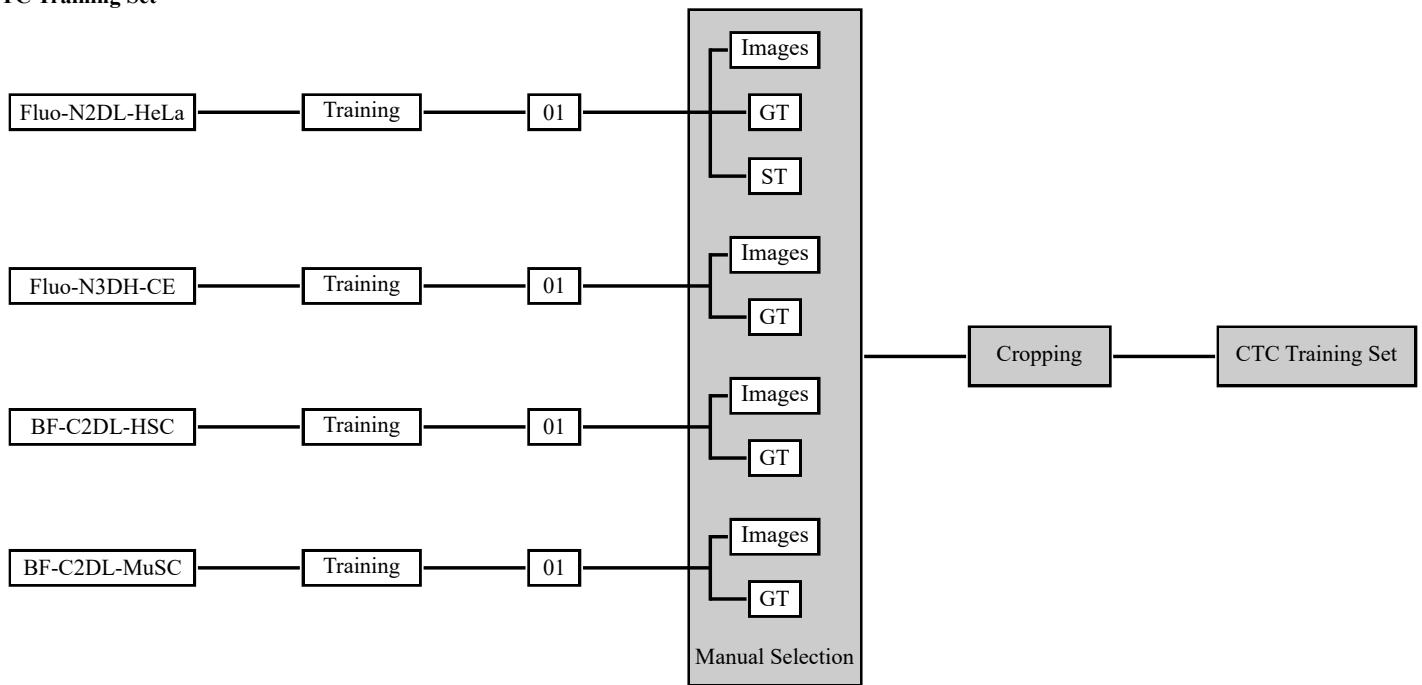 Training Set
Images
Fluo-N2DL-HeLa
Training
01
GT
ST
Images
Fluo-N3DH-CE
Training
01
GT
Cropping
CTC Training Set
Images
BF-C2DL-HSC
Training
01
GT
Images
BF-C2DL-MuSC
Training
01
GT
Manual Selection